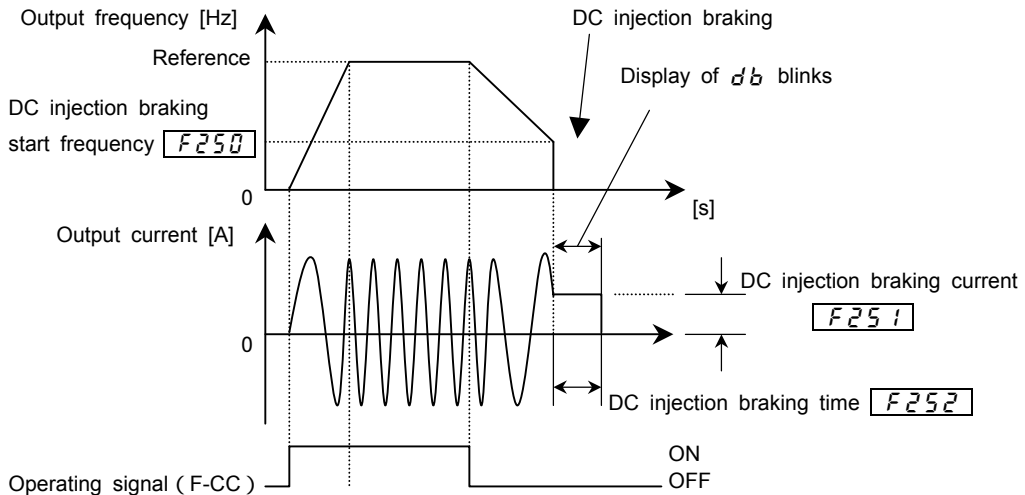 Output frequency [Hz]
DC injection braking
Reference
Display of db blinks
DC injection braking
start frequency F250
0
[s]
Output current [A]
DC injection braking current
F251
0
DC injection braking time F252
ON
Operating signal ( F-CC )
OFF